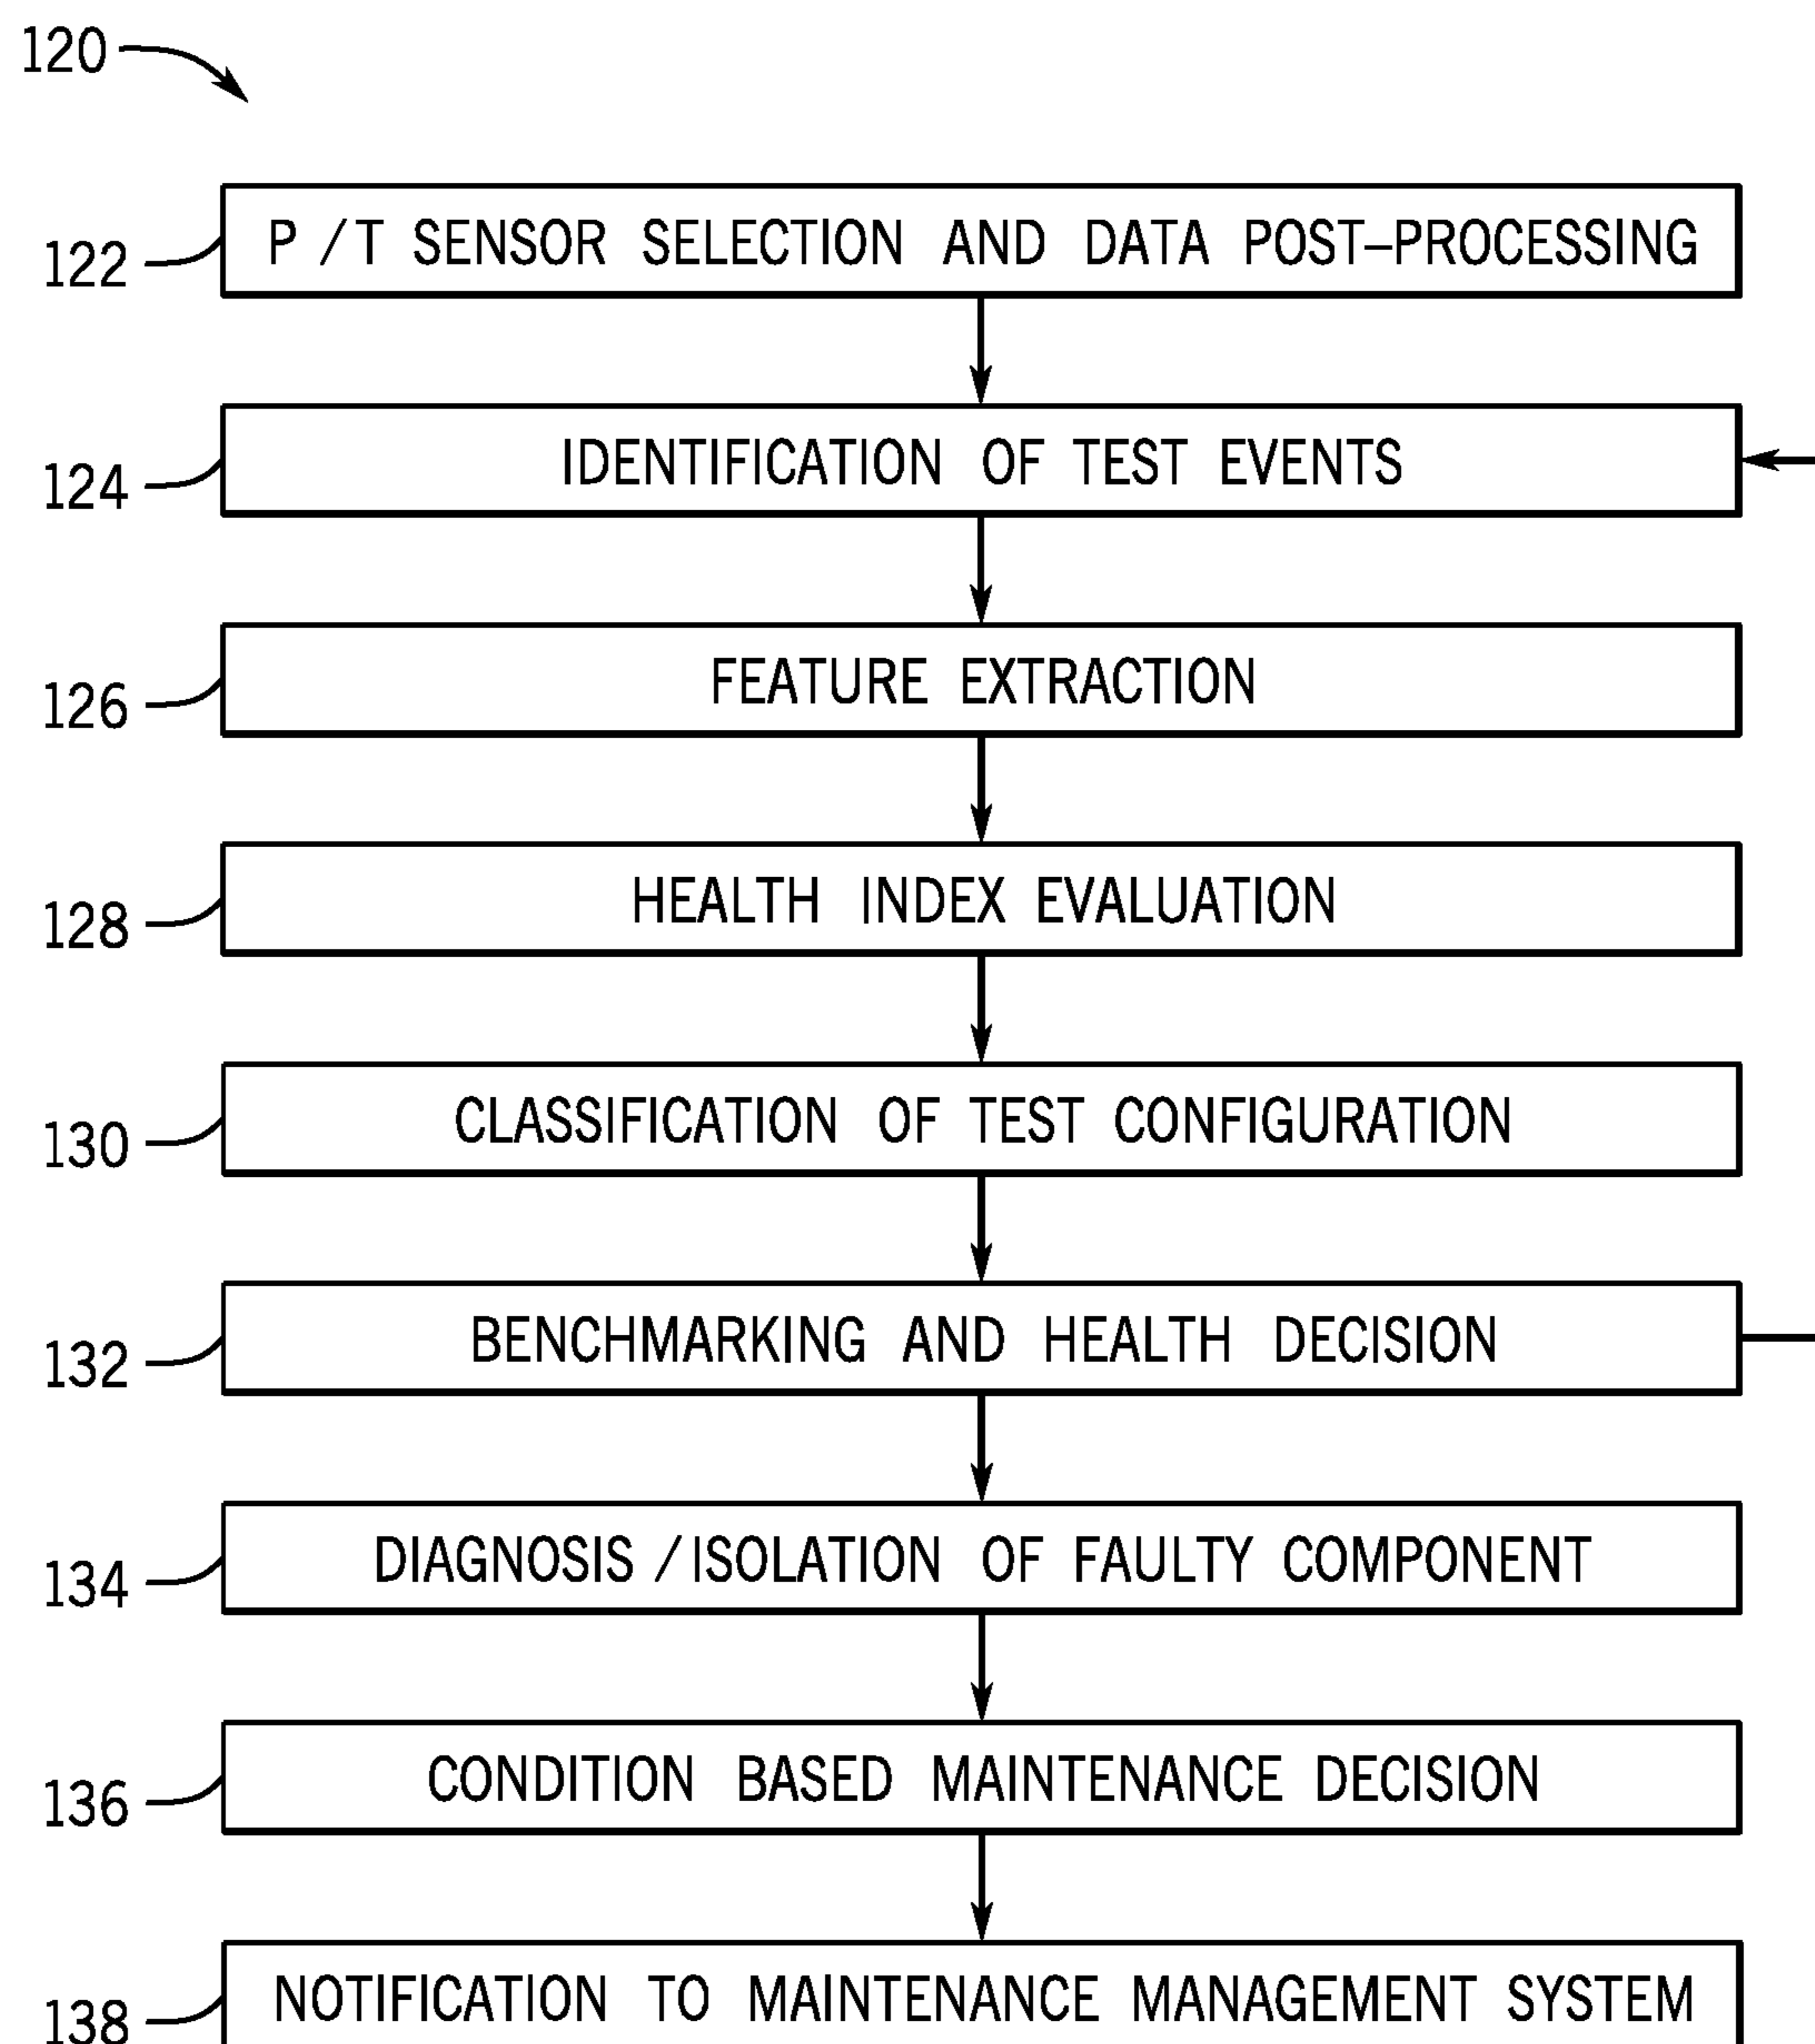 120
122 P / T SENSOR SELECTION AND DATA POST–PROCESSING
124 IDENTIFICATION OF TEST EVENTS
126 FEATURE EXTRACTION
128 HEALTH INDEX EVALUATION
130 CLASSIFICATION OF TEST CONFIGURATION
132 BENCHMARKING AND HEALTH DECISION
134 DIAGNOSIS / ISOLATION OF FAULTY COMPONENT
136 CONDITION BASED MAINTENANCE DECISION
138 NOTIFICATION TO MAINTENANCE MANAGEMENT SYSTEM